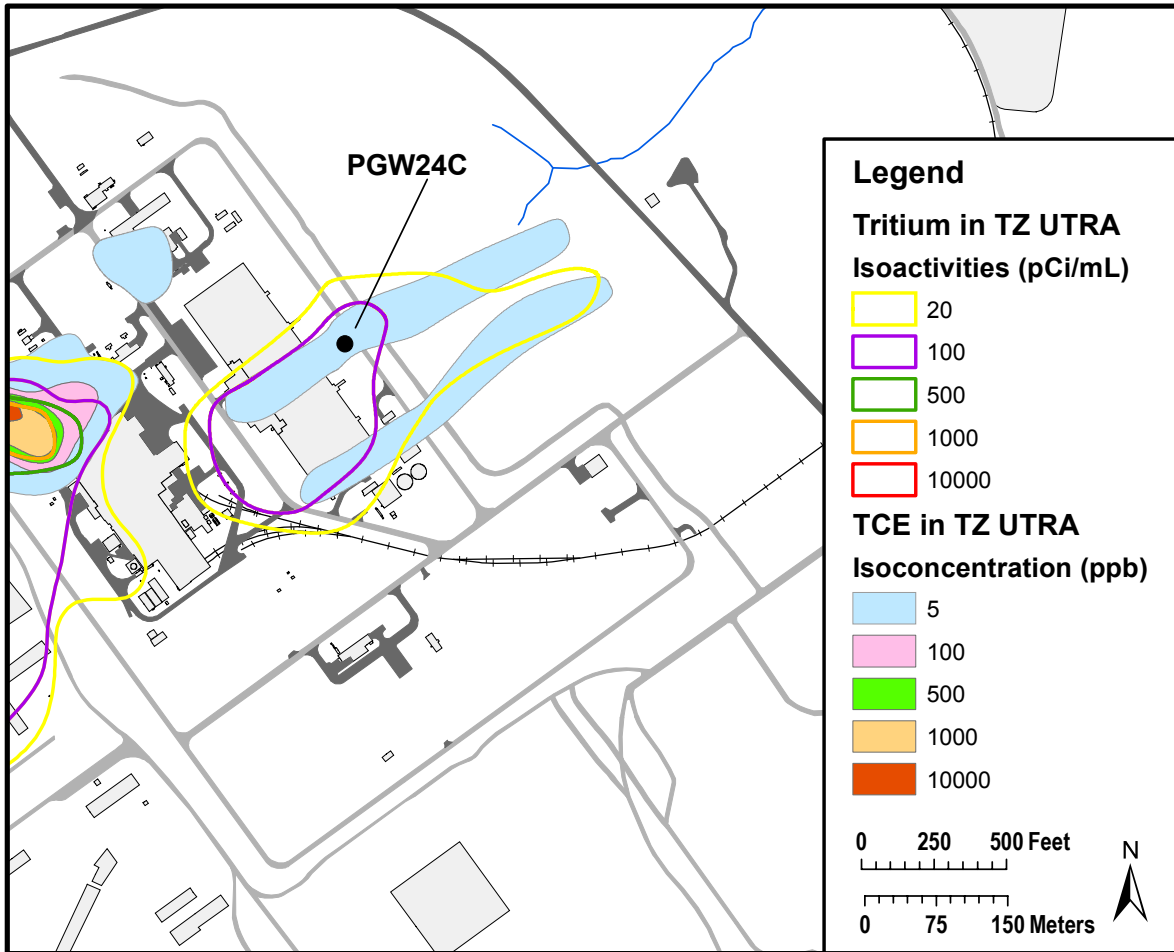 PGW24C
Legend
Tritium in TZ UTRA
Isoactivities (pCi/mL)
20
100
500
1000
10000
TCE in TZ UTRA
Isoconcentration (ppb)
5
100
500
1000
10000
0 250 500 Feet
0 75 150 Meters
N